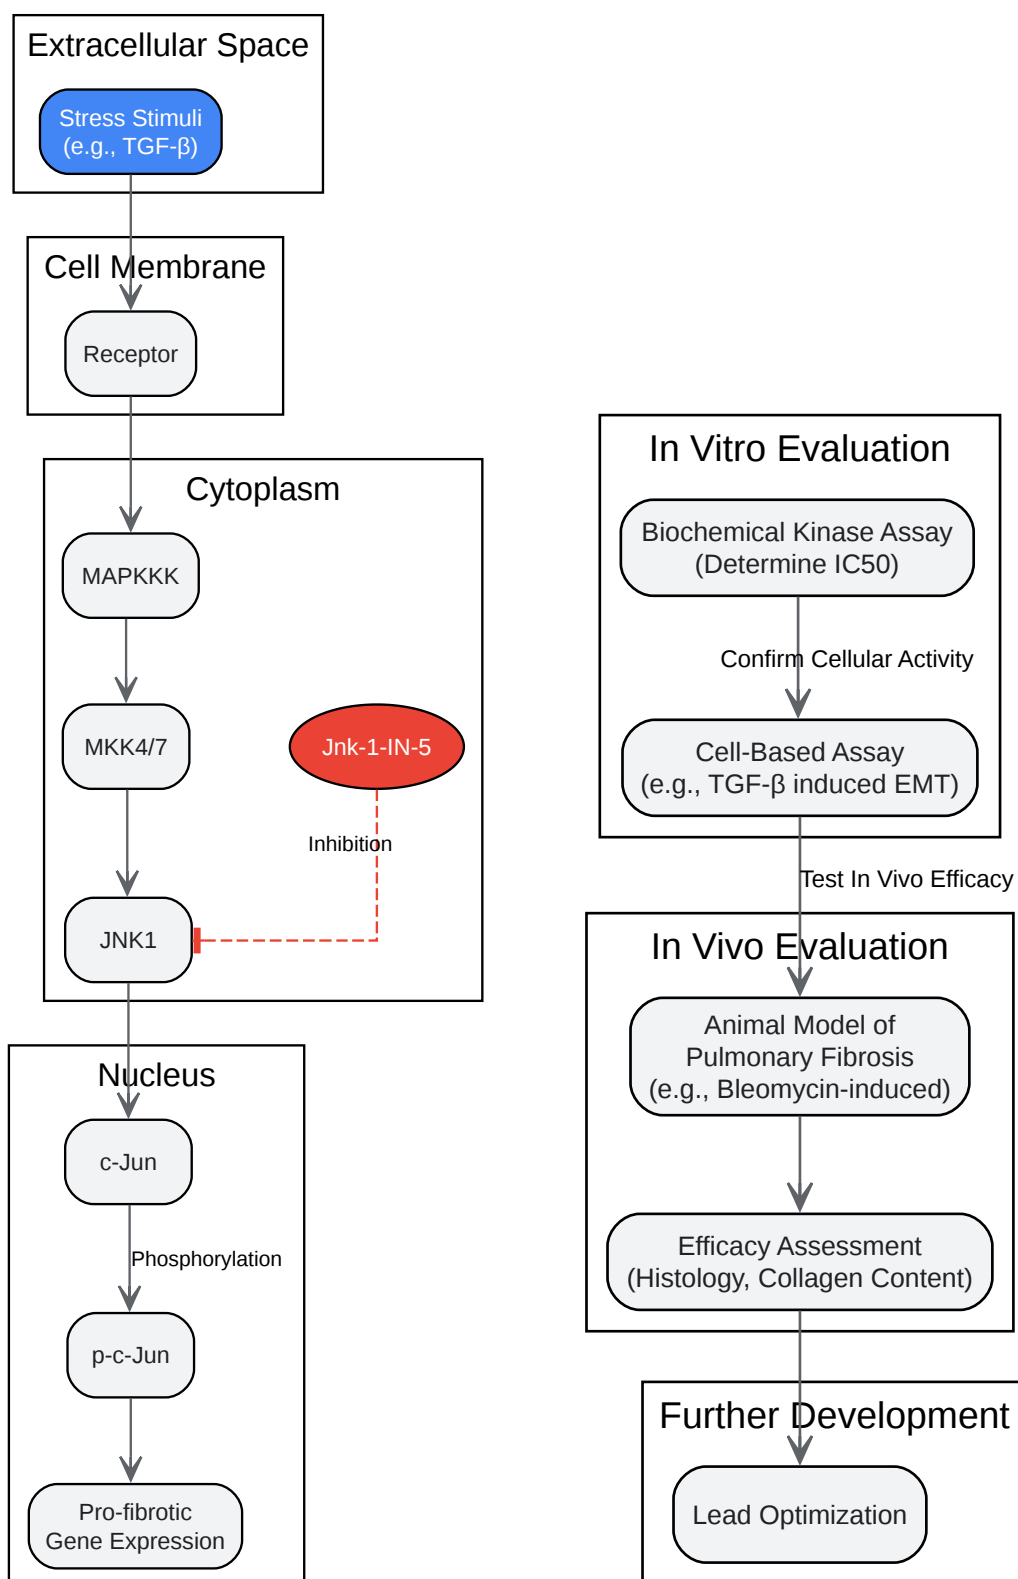 Extracellular Space
Stress Stimuli
(e.g., TGF-β)
Cell Membrane
Receptor
Cytoplasm
MAPKKK
MKK4/7
Jnk-1-IN-5
Inhibition
JNK1
Nucleus
c-Jun
Phosphorylation
p-c-Jun
Pro-fibrotic
Gene Expression
In Vitro Evaluation
Biochemical Kinase Assay
(Determine IC50)
Confirm Cellular Activity
Cell-Based Assay
(e.g., TGF-β induced EMT)
Test In Vivo Efficacy
In Vivo Evaluation
Animal Model of
Pulmonary Fibrosis
(e.g., Bleomycin-induced)
Efficacy Assessment
(Histology, Collagen Content)
Further Development
Lead Optimization